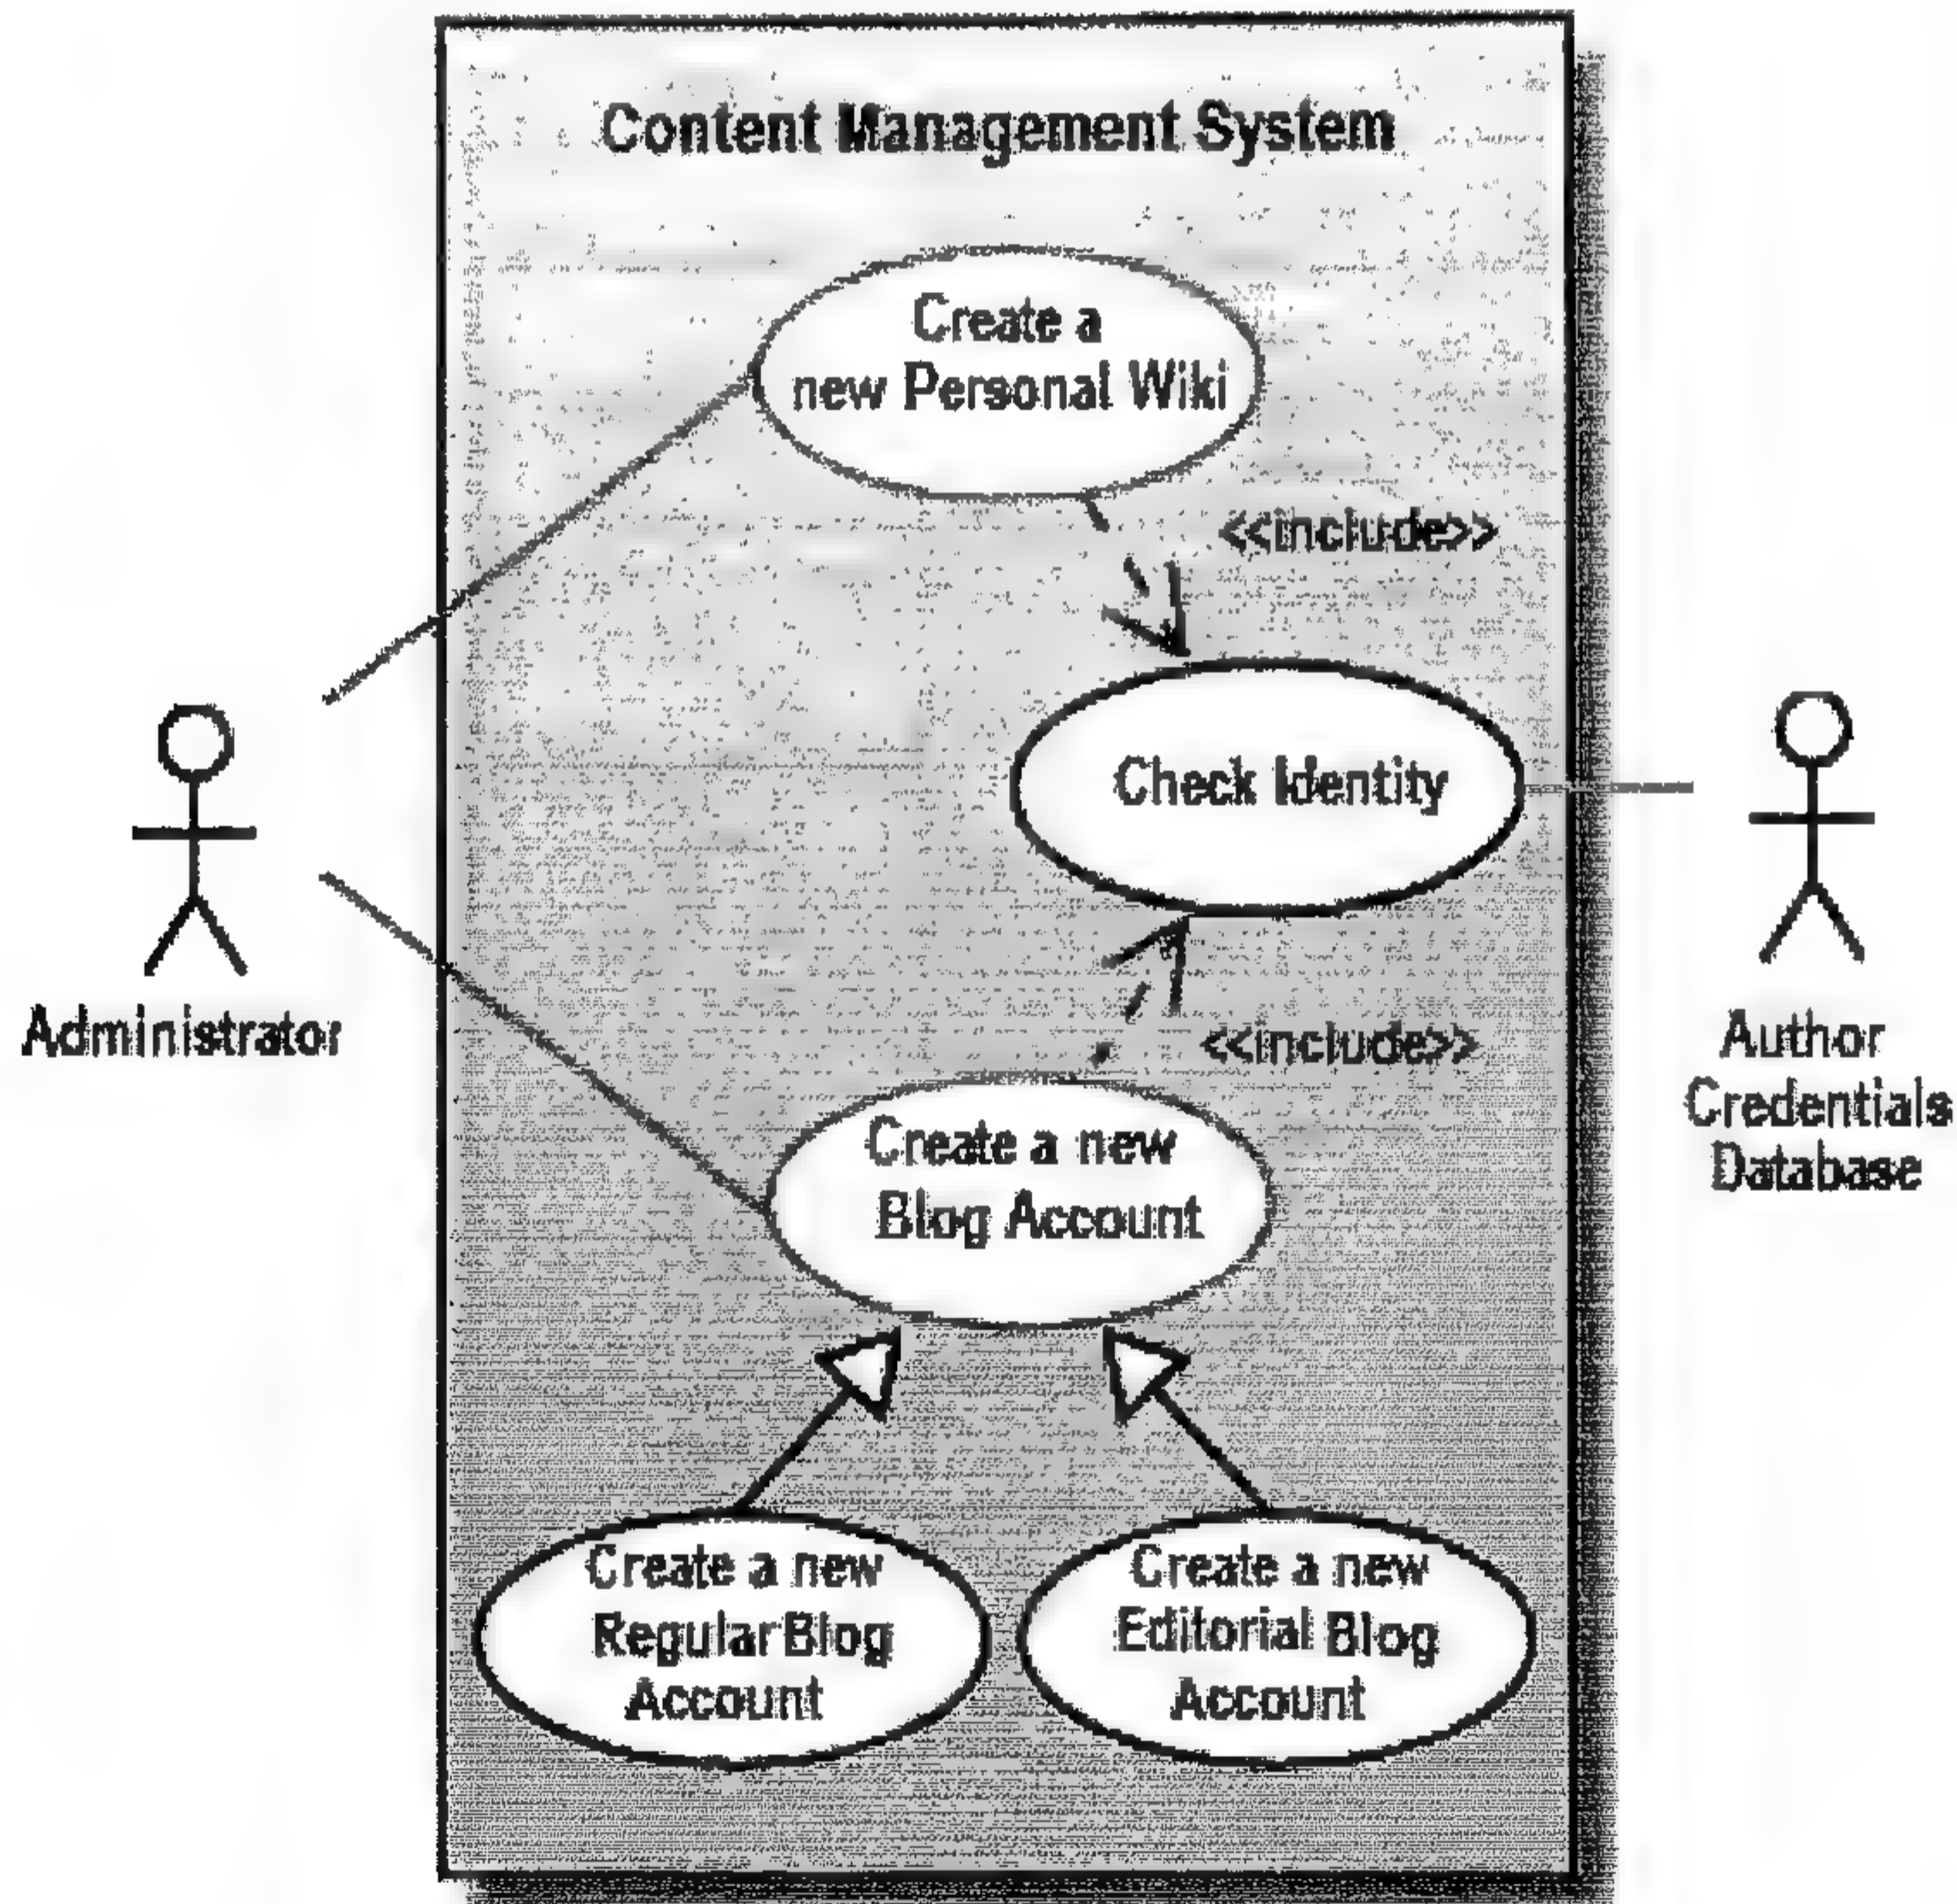 Content Management System
Create a
new Personal Wiki
<<include>>
Check Identity
Administrator
Author
Credentials
Database
<<include>>
Create a new
Blog Account
Create a new
Regular Blog
Account
Create a new
Editorial Blog
Account